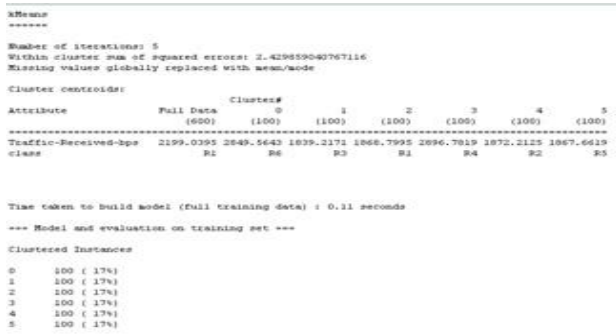 kMeans
======
Number of iterations: 5
Within cluster sum of squared errors: 2.429859040767116
Missing values globally replaced with mean/mode
Cluster centroids:
Cluster#
Attribute Full Data 0 1 2 3 4 5
(600) (100) (100) (100) (100) (100) (100)
Traffic-Received-bps 2199.0395 2849.5643 1839.2171 1868.7995 2896.7819 1872.2125 1867.6619
class R1 R6 R3 R1 R4 R2 R5
Time taken to build model (full training data) : 0.11 seconds
=== Model and evaluation on training set ===
Clustered Instances
0 100 ( 17%)
1 100 ( 17%)
2 100 ( 17%)
3 100 ( 17%)
4 100 ( 17%)
5 100 ( 17%)